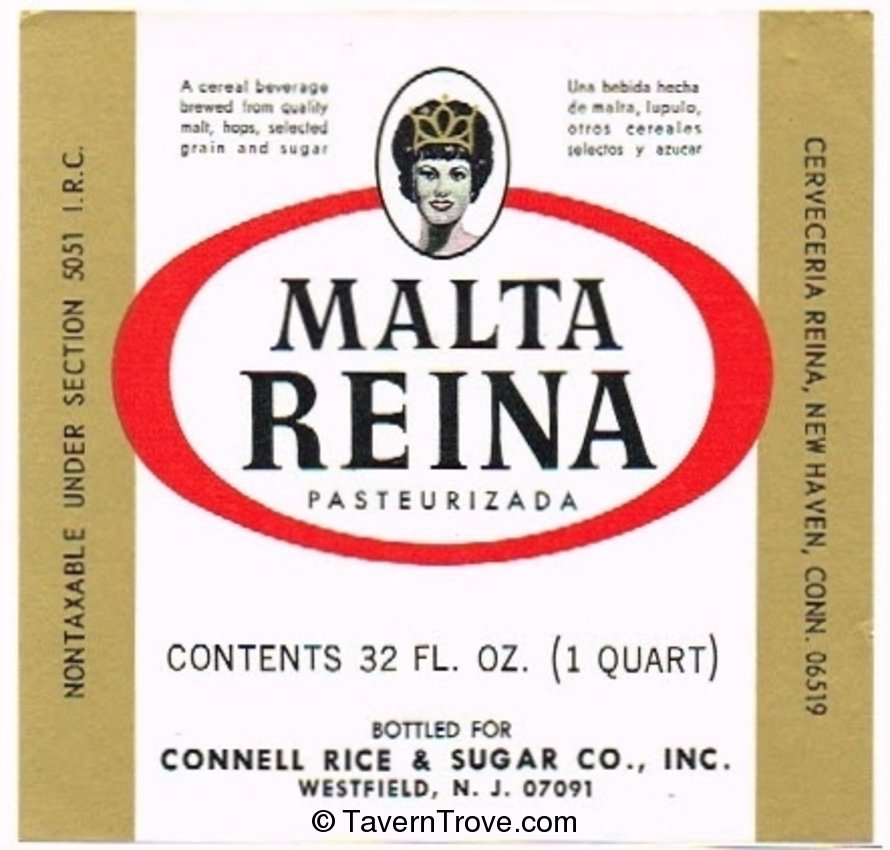 A cereal beverage
brewed from quality
malt, hops, selected
grain and sugar
Una bebida hecha
de malta, lupulo,
otros cereales
selectos y azucar
MALTA
REINA
PASTEURIZADA
CONTENTS 32 FL. OZ. (1 QUART)
BOTTLED FOR
CONNELL RICE & SUGAR CO., INC.
WESTFIELD, N. J. 07091
NONTAXABLE UNDER SECTION 5051 I.R.C.
CERVECERIA REINA, NEW HAVEN, CONN. 06519
© TavernTrove.com